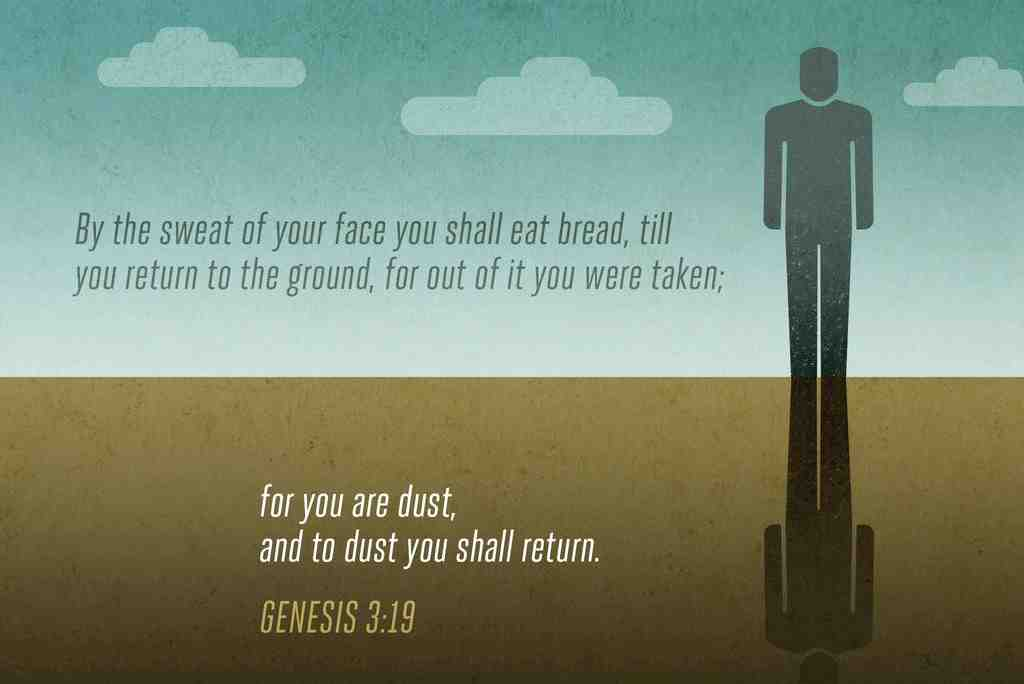 By the sweat of your face you shall eat bread, till
you return to the ground, for out of it you were taken;
for you are dust,
and to dust you shall return.
GENESIS 3:19